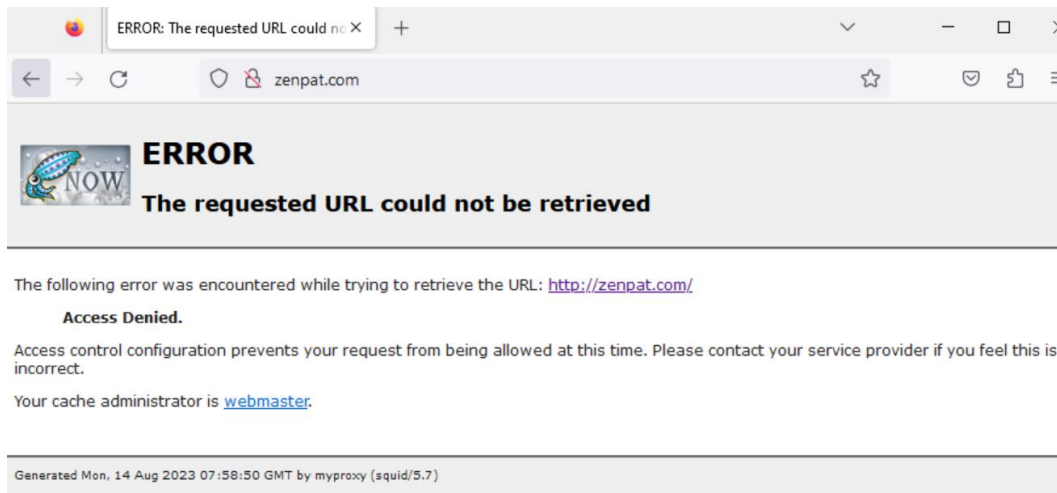 ERROR: The requested URL could no
zenpat.com
NOW
ERROR
The requested URL could not be retrieved
The following error was encountered while trying to retrieve the URL: http://zenpat.com/
Access Denied.
Access control configuration prevents your request from being allowed at this time. Please contact your service provider if you feel this is
incorrect.
Your cache administrator is webmaster.
Generated Mon, 14 Aug 2023 07:58:50 GMT by myproxy (squid/5.7)